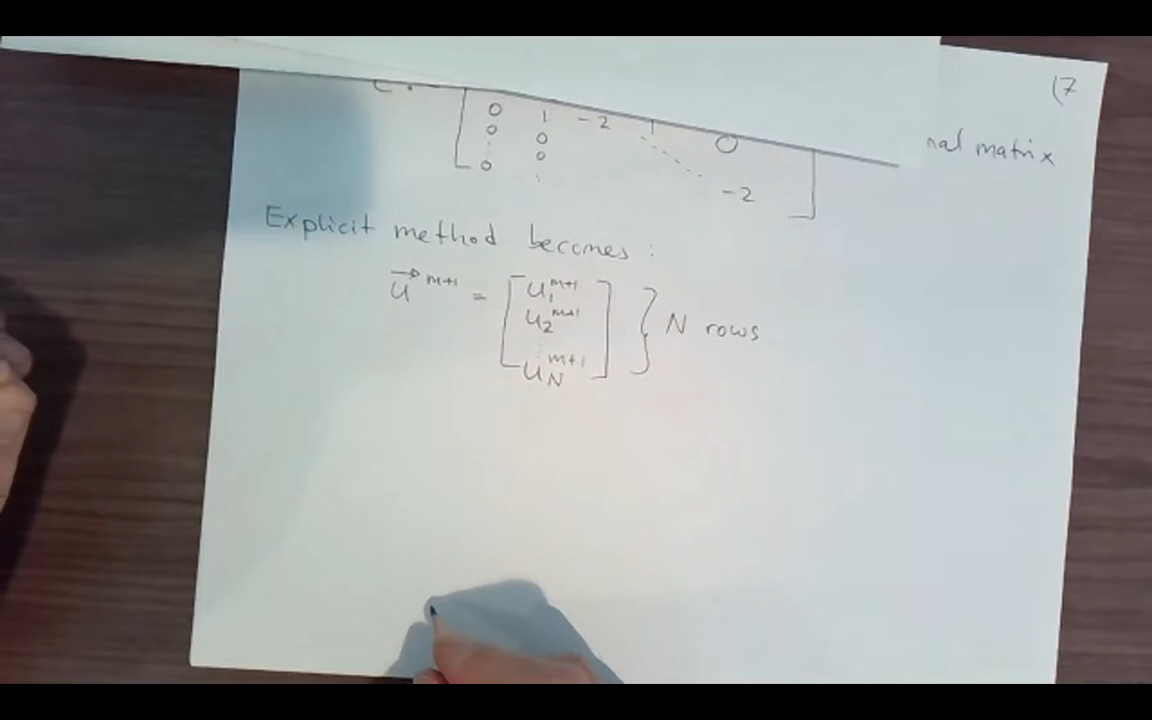 (7
0 1 -2 1 0
nal matrix
0 0
0 0
-2
Explicit method becomes :
u^{m+1} = [ u_1^{m+1}
u_2^{m+1} } N rows
u_N^{m+1} ]